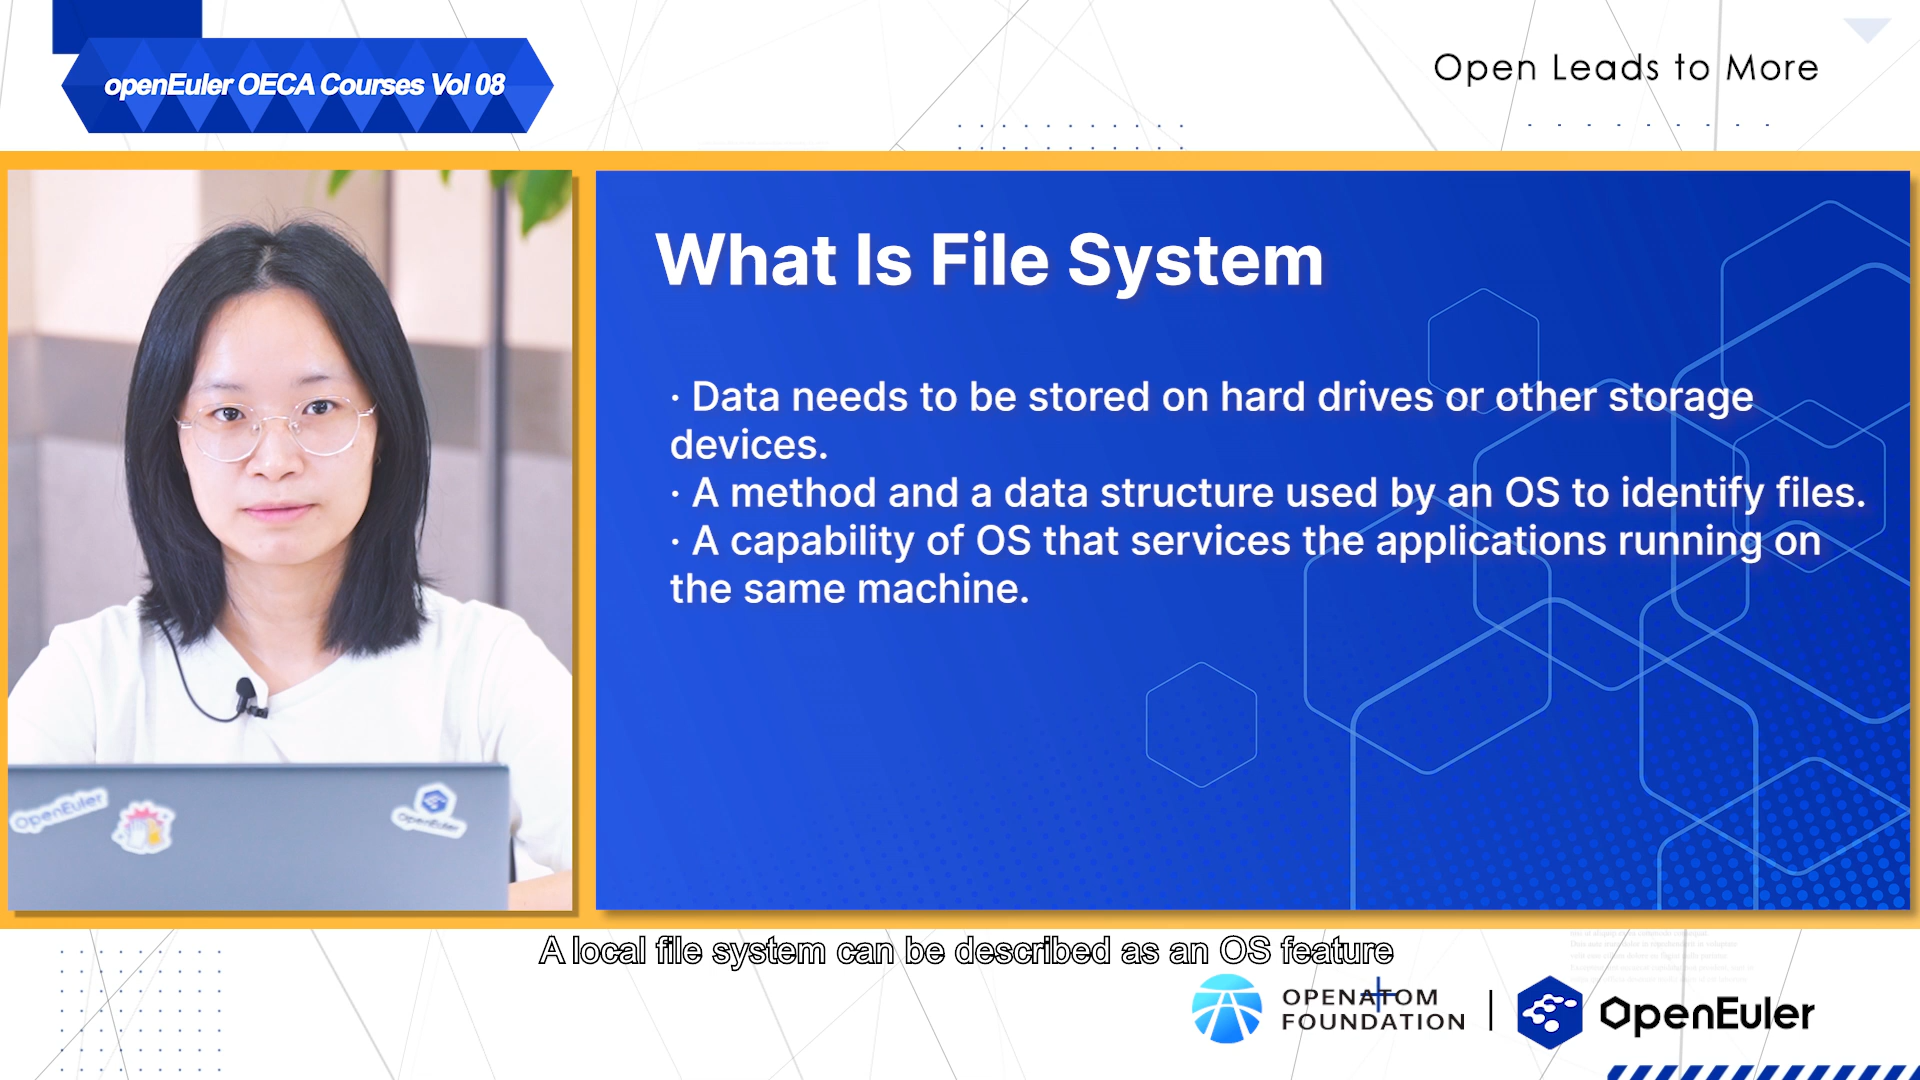 openEuler OECA Courses Vol 08
Open Leads to More
What Is File System
· Data needs to be stored on hard drives or other storage
devices.
· A method and a data structure used by an OS to identify files.
· A capability of OS that services the applications running on
the same machine.
OpenEuler
OpenEuler
A local file system can be described as an OS feature
OPENATOM
FOUNDATION
OpenEuler